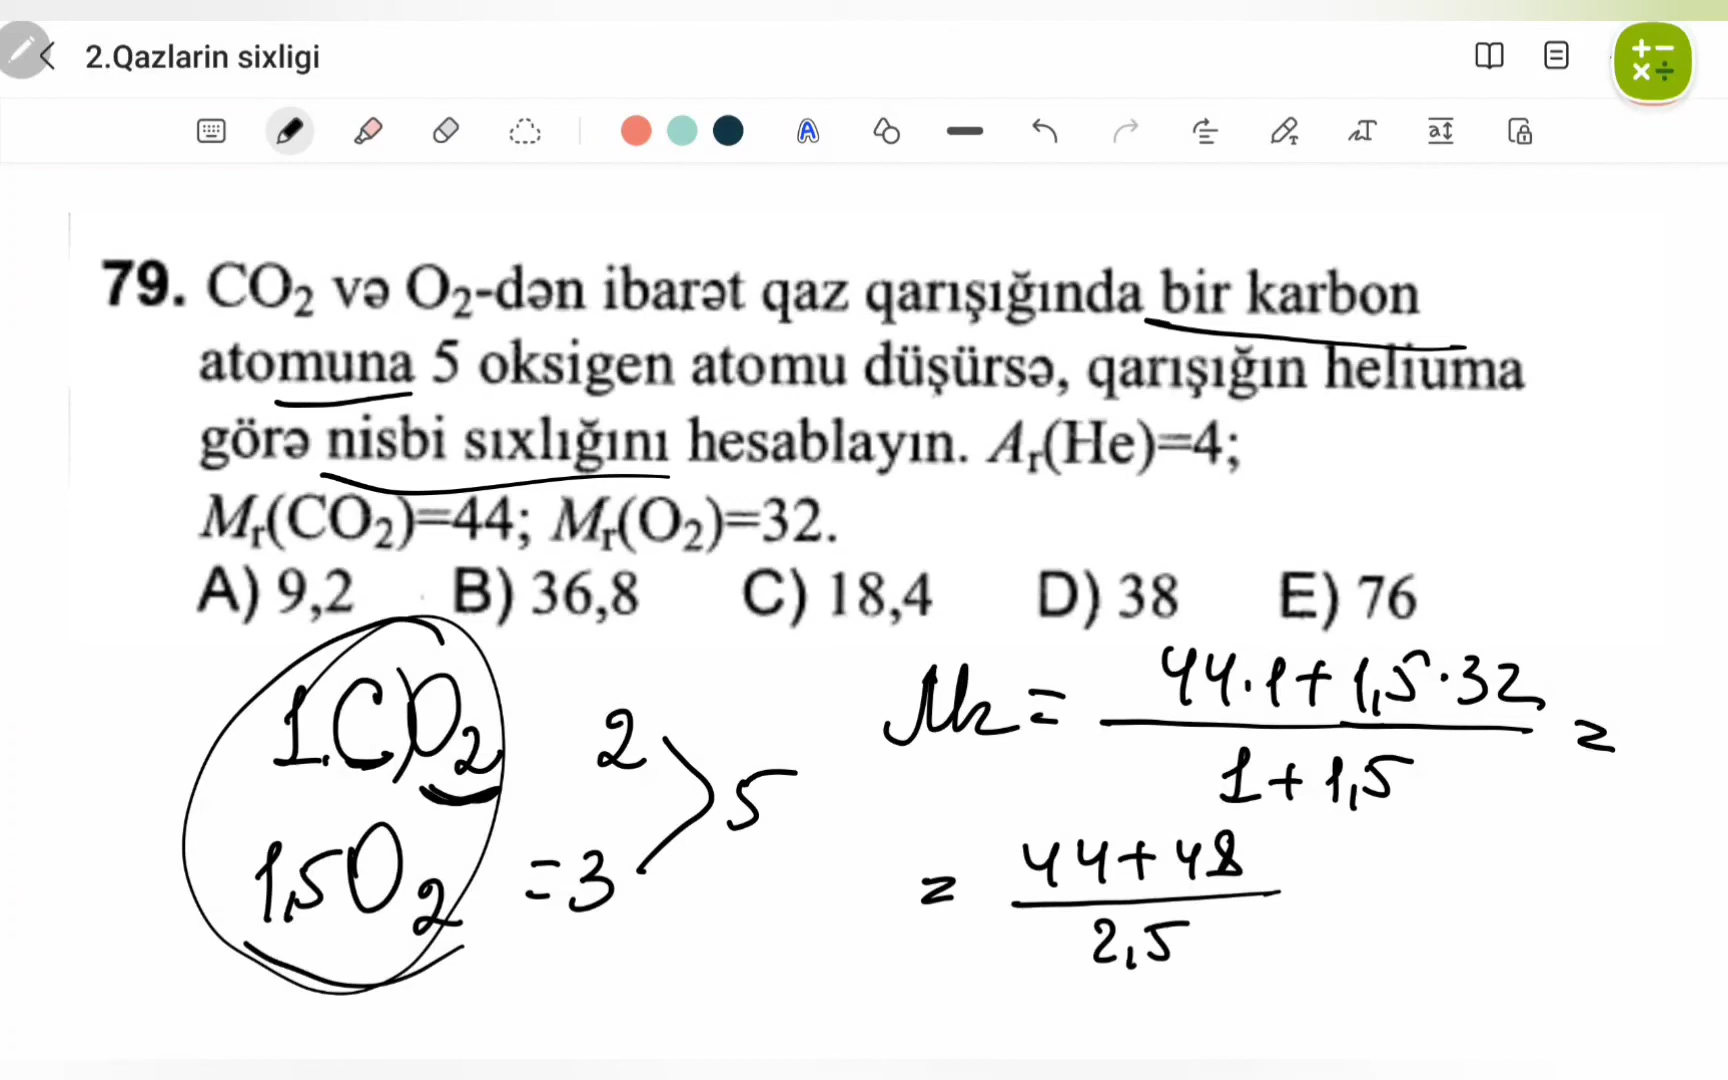 2.Qazlarin sixligi
79. CO₂ və O₂-dən ibarət qaz qarışığında bir karbon
atomuna 5 oksigen atomu düşürsə, qarışığın heliuma
görə nisbi sıxlığını hesablayın. Aᵣ(He)=4;
Mᵣ(CO₂)=44; Mᵣ(O₂)=32.
A) 9,2 B) 36,8 C) 18,4 D) 38 E) 76
1CO₂ 2
5
1,5O₂ =3
= 44·1+1,5·32 / 1+1,5 =
= 44+48 / 2,5